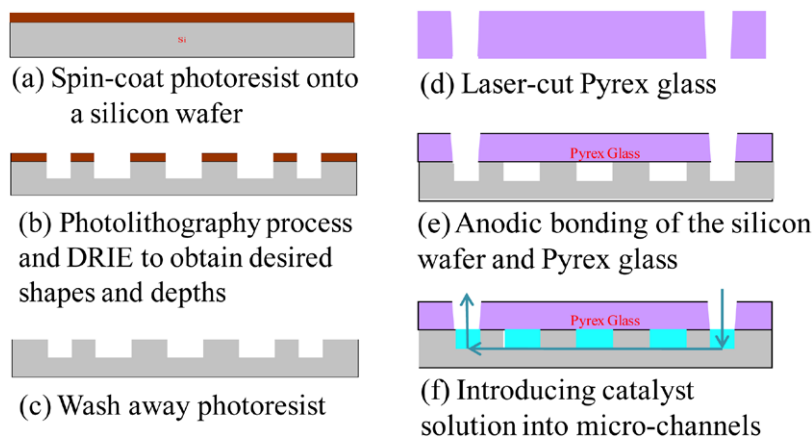 Si
(a) Spin-coat photoresist onto
a silicon wafer
(b) Photolithography process
and DRIE to obtain desired
shapes and depths
(c) Wash away photoresist
(d) Laser-cut Pyrex glass
Pyrex Glass
(e) Anodic bonding of the silicon
wafer and Pyrex glass
Pyrex Glass
(f) Introducing catalyst
solution into micro-channels